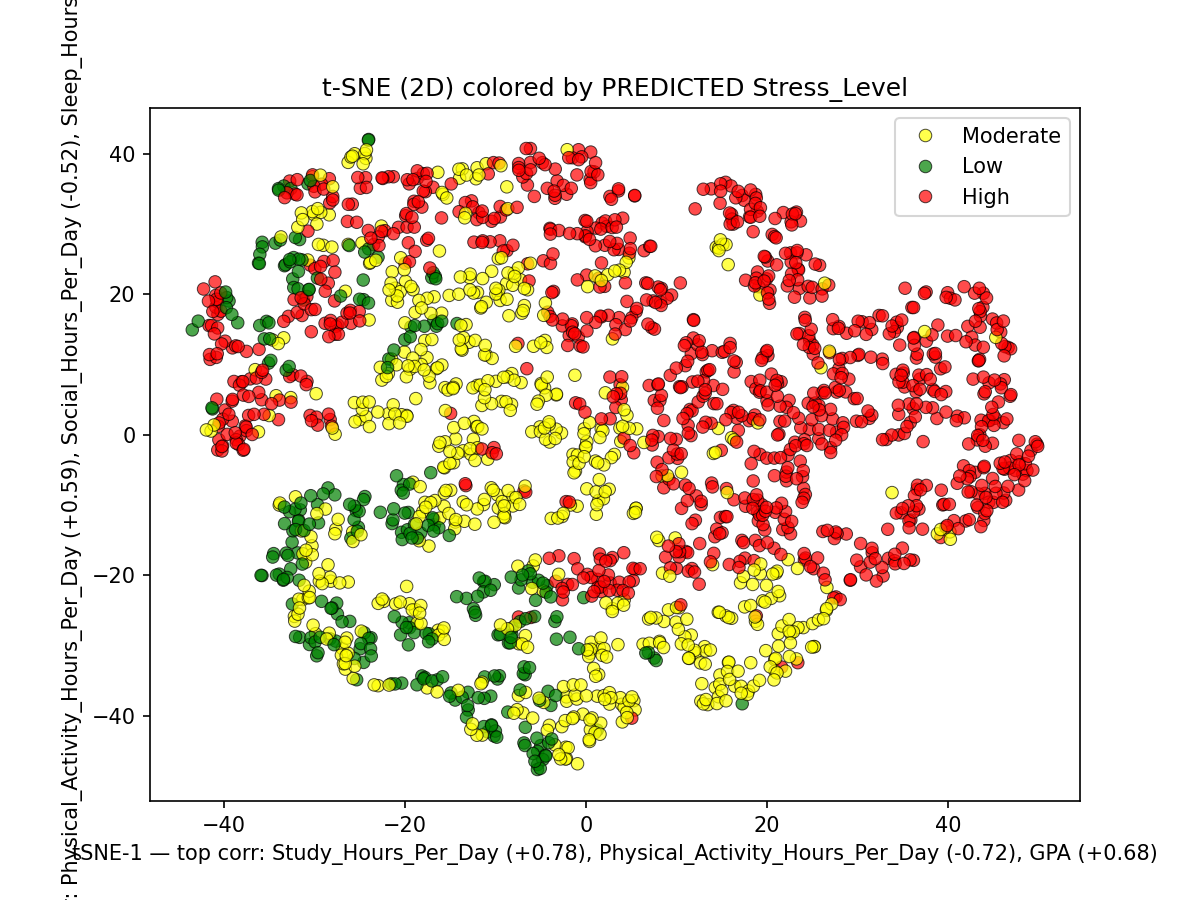 t-SNE (2D) colored by PREDICTED Stress_Level
Moderate
Low
High
40
20
0
−20
−40
−40
−20
0
20
40
tSNE-1 — top corr: Study_Hours_Per_Day (+0.78), Physical_Activity_Hours_Per_Day (-0.72), GPA (+0.68)
: Physical_Activity_Hours_Per_Day (+0.59), Social_Hours_Per_Day (-0.52), Sleep_Hours